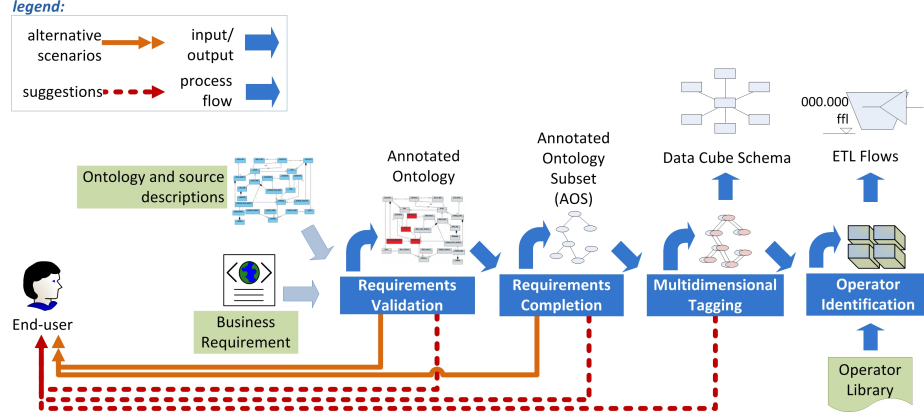 legend:
alternative
scenarios
input/
output
suggestions
process
flow
Ontology and source
descriptions
Annotated
Ontology
Annotated
Ontology
Subset
(AOS)
Data Cube Schema
000.000
ffl
ETL Flows
End-user
Business
Requirement
Requirements
Validation
Requirements
Completion
Multidimensional
Tagging
Operator
Identification
Operator
Library